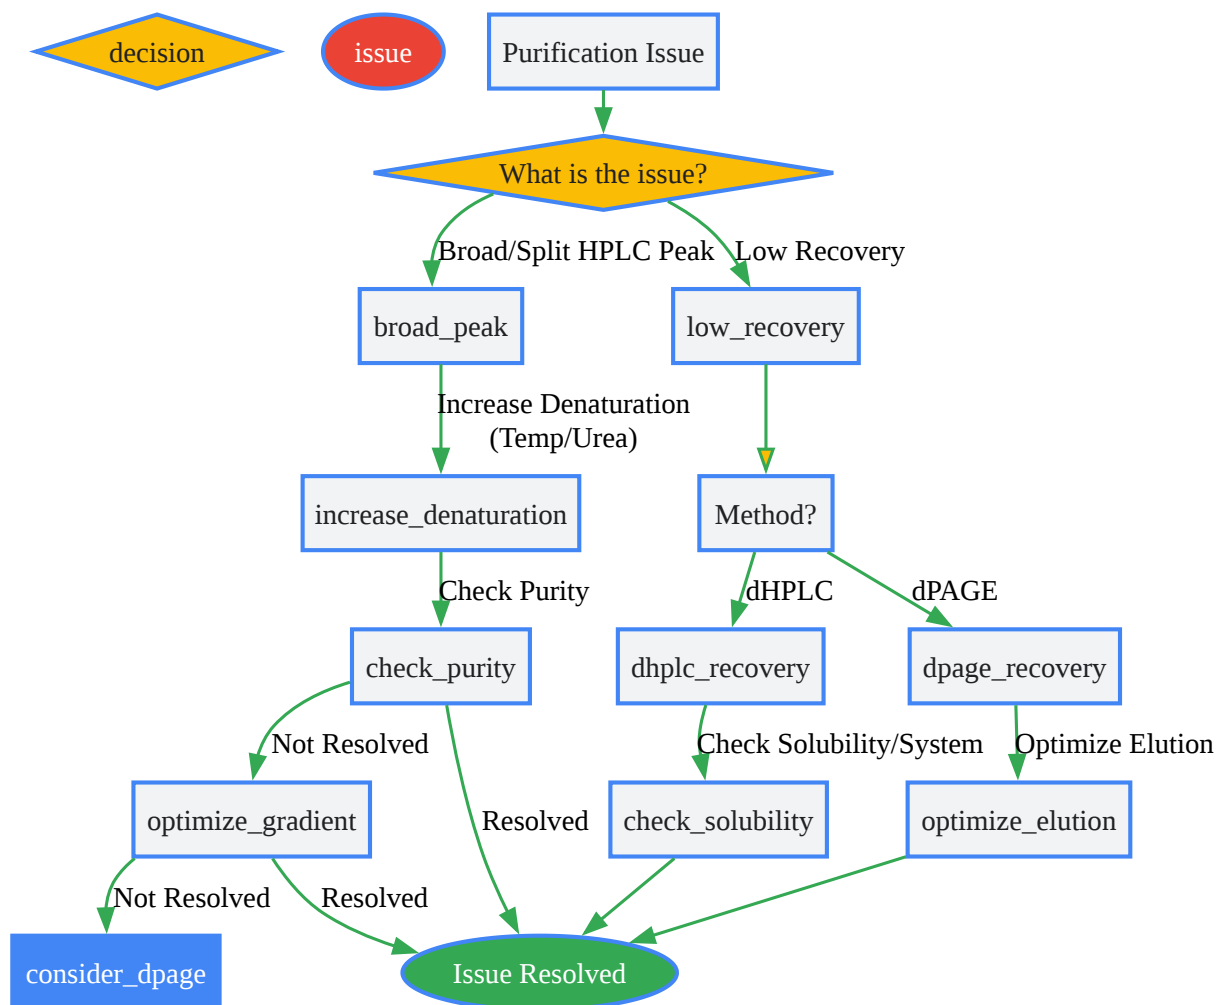 decision
issue
Purification Issue
What is the issue?
Broad/Split HPLC Peak
Low Recovery
broad_peak
low_recovery
Increase Denaturation
(Temp/Urea)
increase_denaturation
Method?
Check Purity
dHPLC
dPAGE
check_purity
dhplc_recovery
dpage_recovery
Not Resolved
Check Solubility/System
Optimize Elution
optimize_gradient
Resolved
check_solubility
optimize_elution
Not Resolved
Resolved
consider_dpage
Issue Resolved